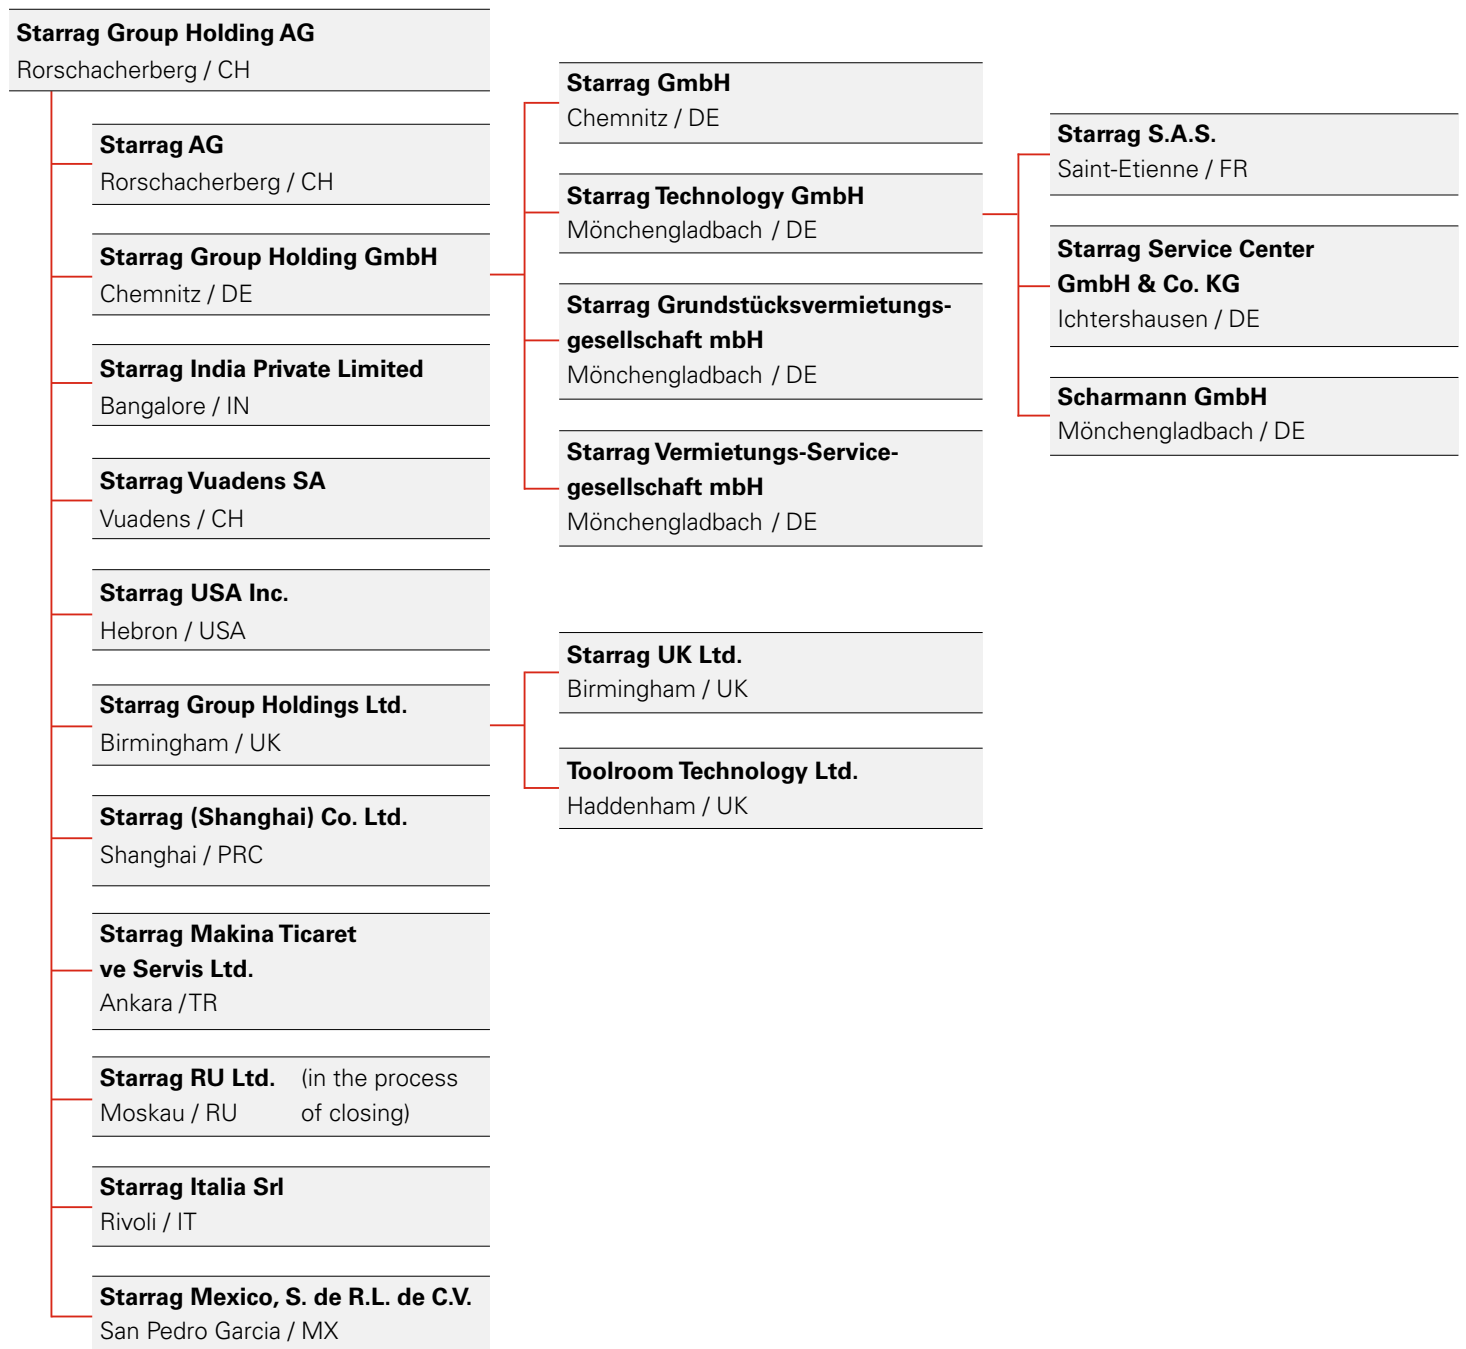 Starrag Group Holding AG
Rorschacherberg / CH
Starrag AG
Rorschacherberg / CH
Starrag Group Holding GmbH
Chemnitz / DE
Starrag India Private Limited
Bangalore / IN
Starrag Vuadens SA
Vuadens / CH
Starrag USA Inc.
Hebron / USA
Starrag Group Holdings Ltd.
Birmingham / UK
Starrag (Shanghai) Co. Ltd.
Shanghai / PRC
Starrag Makina Ticaret
ve Servis Ltd.
Ankara / TR
Starrag RU Ltd. (in the process
Moskau / RU of closing)
Starrag Italia Srl
Rivoli / IT
Starrag Mexico, S. de R.L. de C.V.
San Pedro Garcia / MX
Starrag GmbH
Chemnitz / DE
Starrag Technology GmbH
Mönchengladbach / DE
Starrag Grundstücksvermietungs-
gesellschaft mbH
Mönchengladbach / DE
Starrag Vermietungs-Service-
gesellschaft mbH
Mönchengladbach / DE
Starrag UK Ltd.
Birmingham / UK
Toolroom Technology Ltd.
Haddenham / UK
Starrag S.A.S.
Saint-Etienne / FR
Starrag Service Center
GmbH & Co. KG
Ichtershausen / DE
Scharmann GmbH
Mönchengladbach / DE